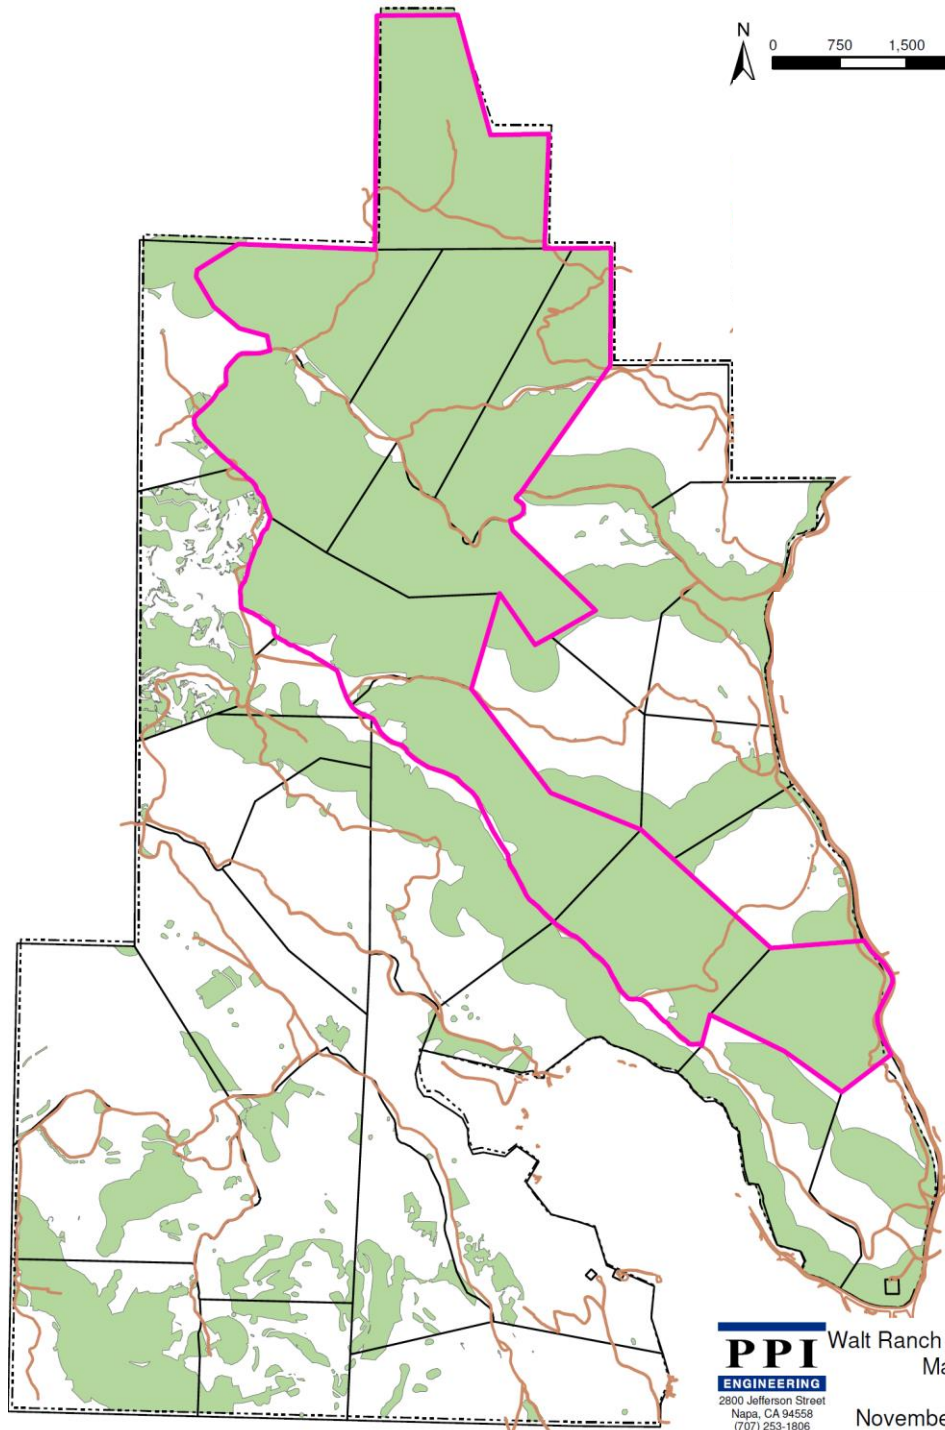 N
0 750 1,500
PPI
ENGINEERING
2800 Jefferson Street
Napa, CA 94558
(707) 253-1806
Walt Ranch
Ma
Novembe